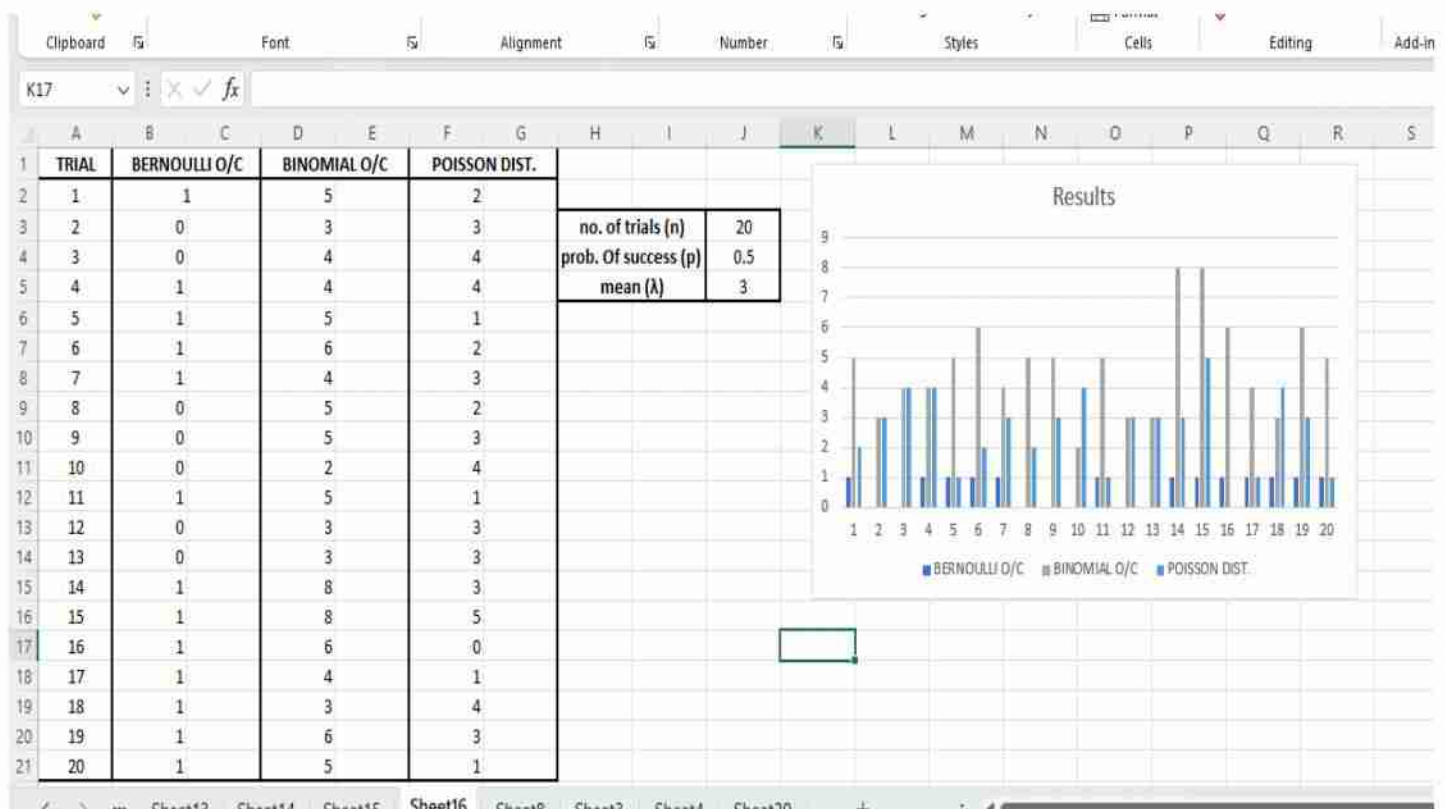 Clipboard Font Alignment Number Styles Cells Editing Add-in
K17 fx
A B C D E F G H I J K L M N O P Q R S
1 TRIAL BERNOULLI O/C BINOMIAL O/C POISSON DIST.
2 1 1 5 2
3 2 0 3 3 no. of trials (n) 20
4 3 0 4 4 prob. Of success (p) 0.5
5 4 1 4 4 mean (λ) 3
6 5 1 5 1
7 6 1 6 2
8 7 1 4 3
9 8 0 5 2
10 9 0 5 3
11 10 0 2 4
12 11 1 5 1
13 12 0 3 3
14 13 0 3 3
15 14 1 8 3
16 15 1 8 5
17 16 1 6 0
18 17 1 4 1
19 18 1 3 4
20 19 1 6 3
21 20 1 5 1
Results
9
8
7
6
5
4
3
2
1
0
1 2 3 4 5 6 7 8 9 10 11 12 13 14 15 16 17 18 19 20
BERNOULLI O/C BINOMIAL O/C POISSON DIST.
Sheet13 Sheet14 Sheet15 Sheet16 Sheet8 Sheet3 Sheet4 Sheet20